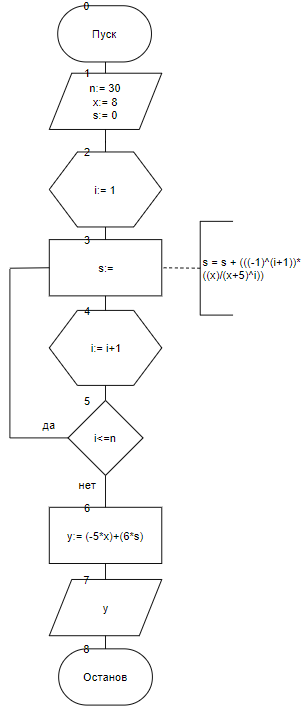 0
Пуск
1
n:= 30
x:= 8
s:= 0
2
i:= 1
3
s:=
s = s + (((-1)^(i+1))*
((x)/(x+5)^i))
4
i:= i+1
5
да
i<=n
нет
6
y:= (-5*x)+(6*s)
7
y
8
Останов